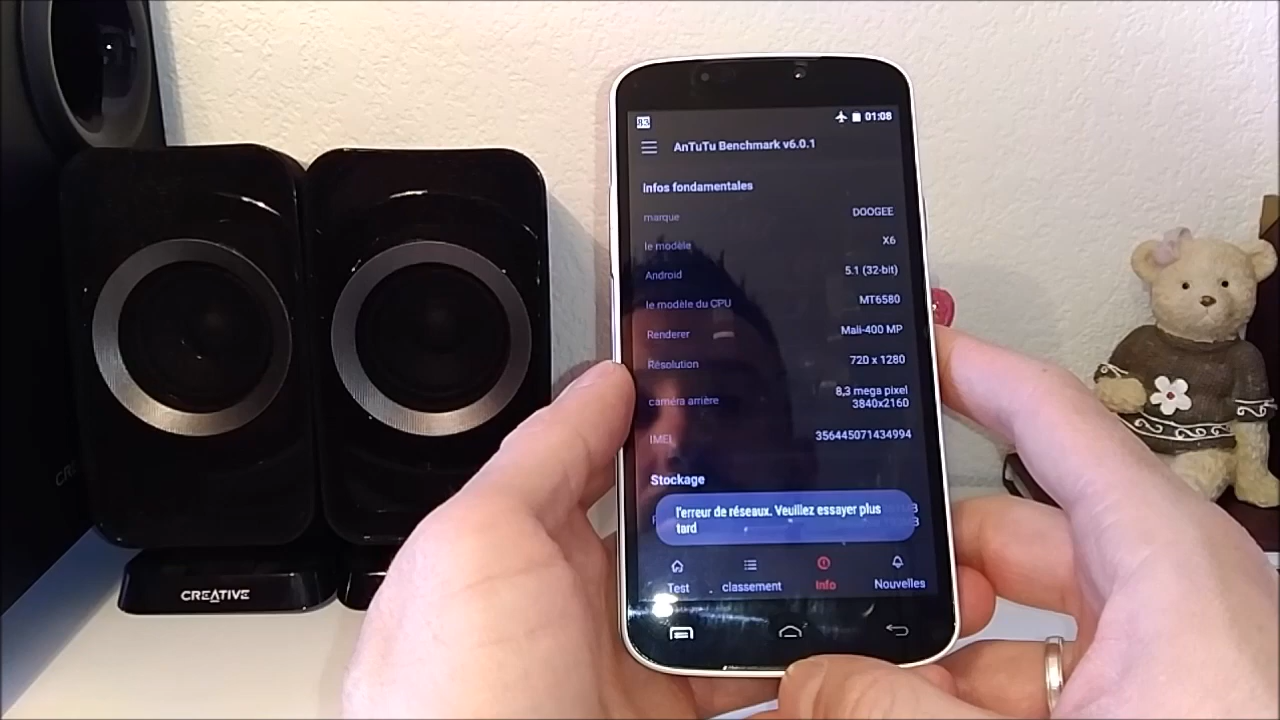 83 01:08
AnTuTu Benchmark v6.0.1
Infos fondamentales
marque DOOGEE
le modèle X6
Android 5.1 (32-bit)
le modèle du CPU MT6580
Renderer Mali-400 MP
Résolution 720 x 1280
caméra arrière 8,3 mega pixel
3840x2160
IMEI 356445071434994
Stockage
l'erreur de réseaux. Veuillez essayer plus
tard
Test classement Info Nouvelles
CREATIVE